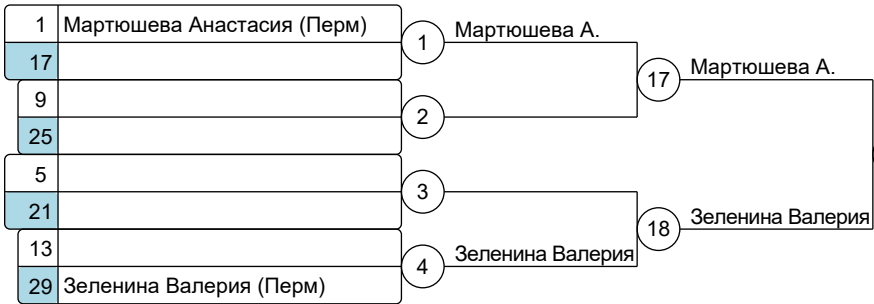 1 Мартюшева Анастасия (Перм)
17
1 Мартюшева А.
9
25
2
17 Мартюшева А.
5
21
3
13
29 Зеленина Валерия (Перм)
4 Зеленина Валерия
18 Зеленина Валерия